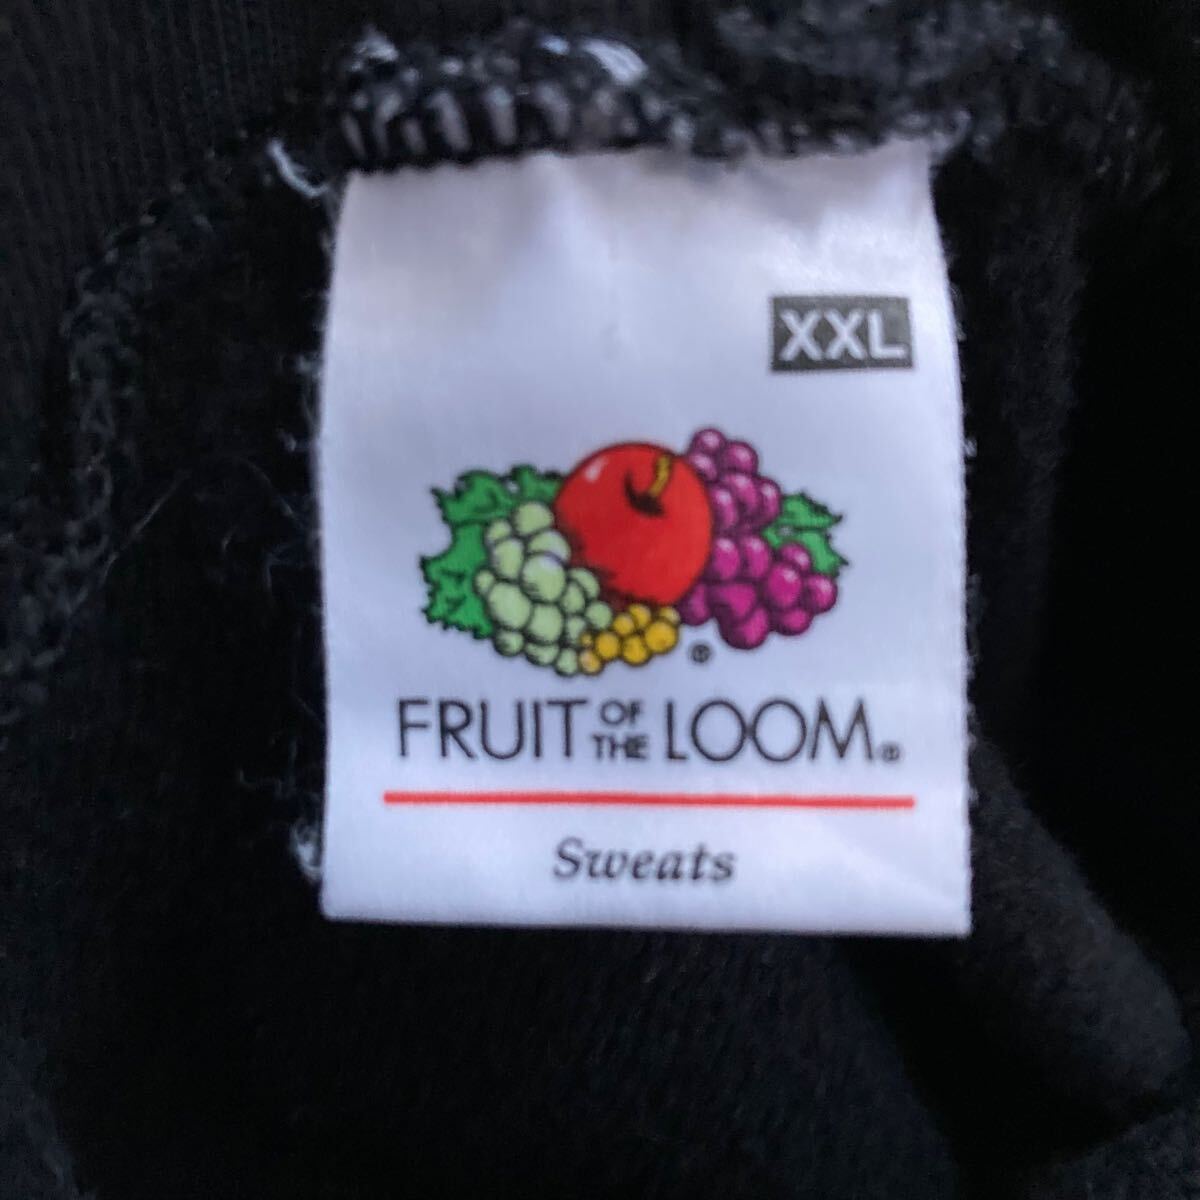 XXL
®
FRUIT OF THE LOOM®
Sweats